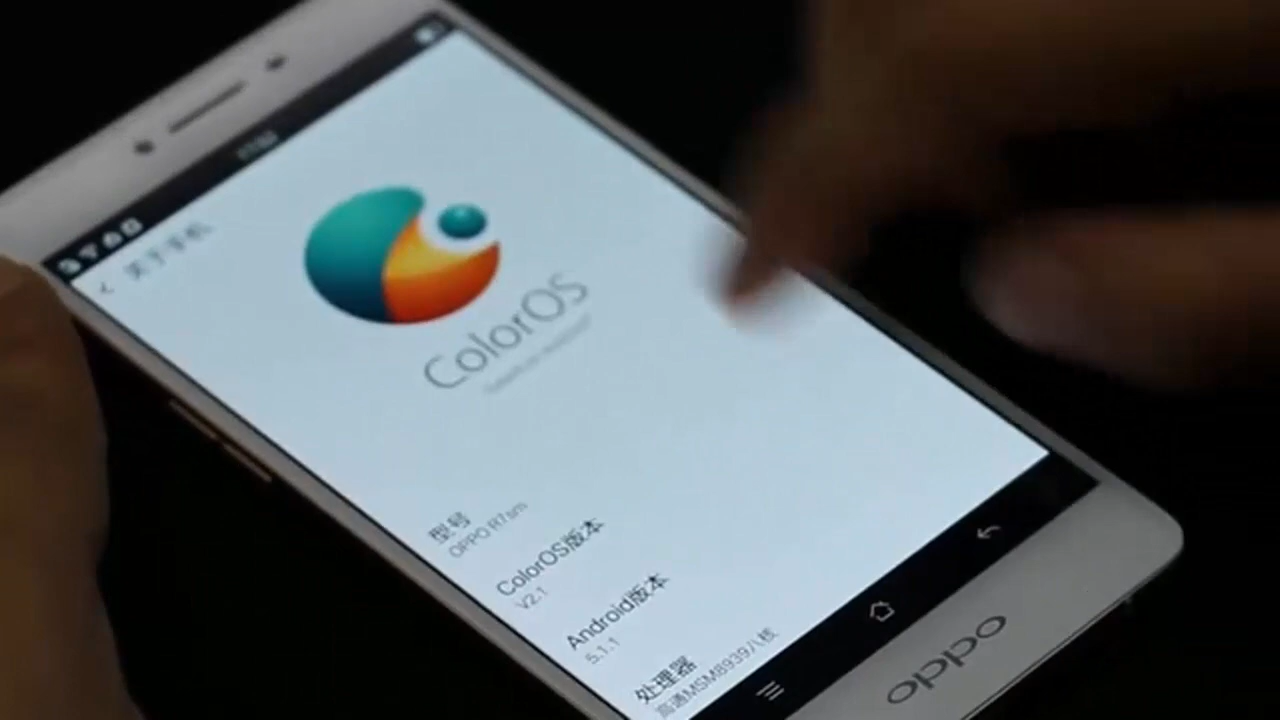 关于手机
ColorOS
型号
OPPO R7sm
ColorOS版本
V2.1
Android版本
5.1.1
处理器
高通MSM8939八核
oppo